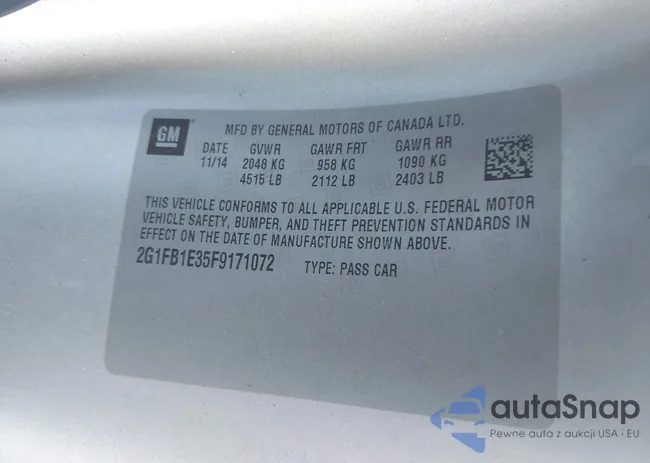 GM
MFD BY GENERAL MOTORS OF CANADA LTD.
DATE GVWR GAWR FRT GAWR RR
11/14 2048 KG 958 KG 1090 KG
4515 LB 2112 LB 2403 LB
THIS VEHICLE CONFORMS TO ALL APPLICABLE U.S. FEDERAL MOTOR
VEHICLE SAFETY, BUMPER, AND THEFT PREVENTION STANDARDS IN
EFFECT ON THE DATE OF MANUFACTURE SHOWN ABOVE.
2G1FB1E35F9171072 TYPE: PASS CAR
autaSnap
Pewne auta z aukcji USA i EU